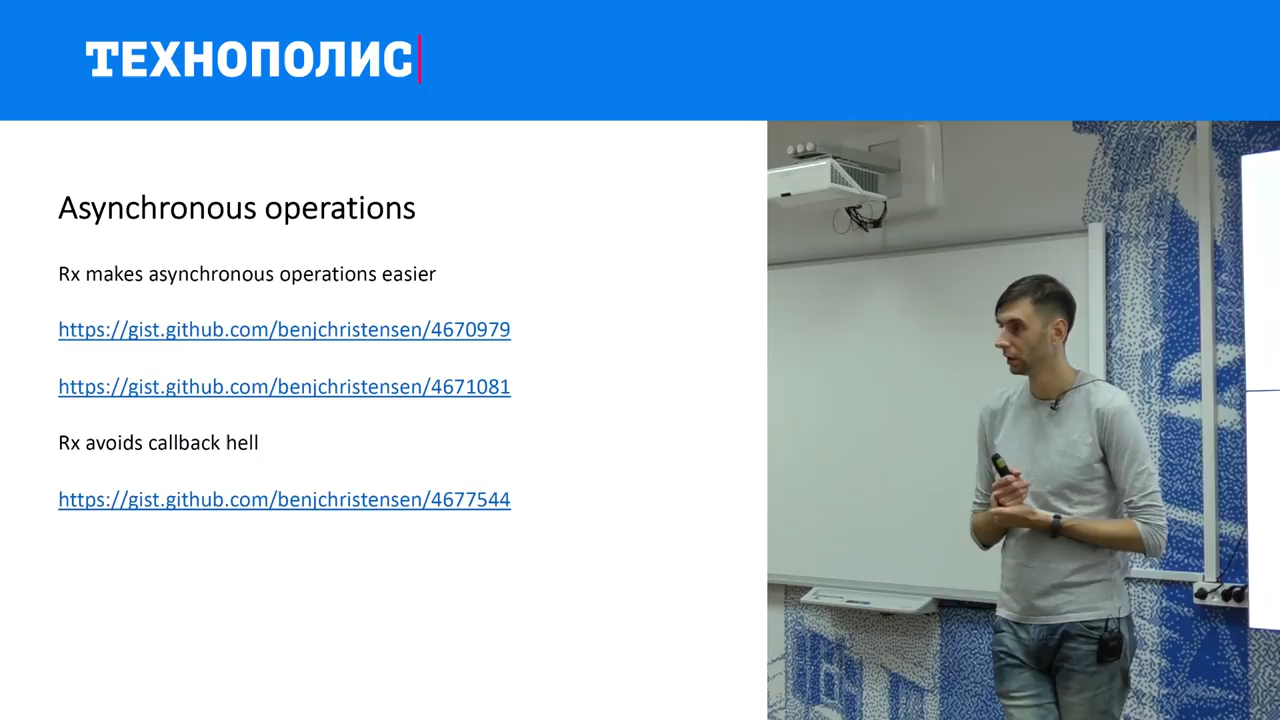 ТЕХНОПОЛИС
Asynchronous operations
Rx makes asynchronous operations easier
https://gist.github.com/benjchristensen/4670979
https://gist.github.com/benjchristensen/4671081
Rx avoids callback hell
https://gist.github.com/benjchristensen/4677544